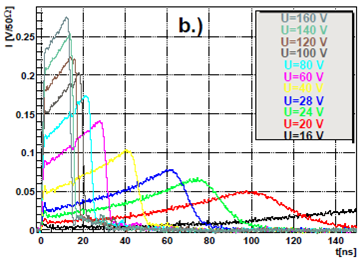 I [V/50Ω]
b.)
U=160 V
U=140 V
U=120 V
U=100 V
U=80 V
U=60 V
U=40 V
U=28 V
U=24 V
U=20 V
U=16 V
0.25
0.2
0.15
0.1
0.05
0
0 20 40 60 80 100 120 140
t[ns]